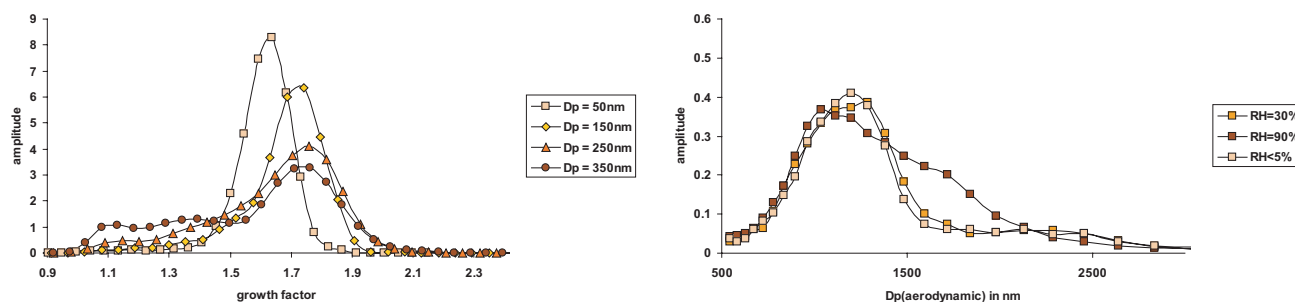 9
8
7
6
5
4
3
2
1
0
amplitude
0.9 1.1 1.3 1.5 1.7 1.9 2.1 2.3
growth factor
Dp = 50nm
Dp = 150nm
Dp = 250nm
Dp = 350nm
0.6
0.5
0.4
0.3
0.2
0.1
0
amplitude
500 1500 2500
Dp(aerodynamic) in nm
RH=30%
RH=90%
RH<5%